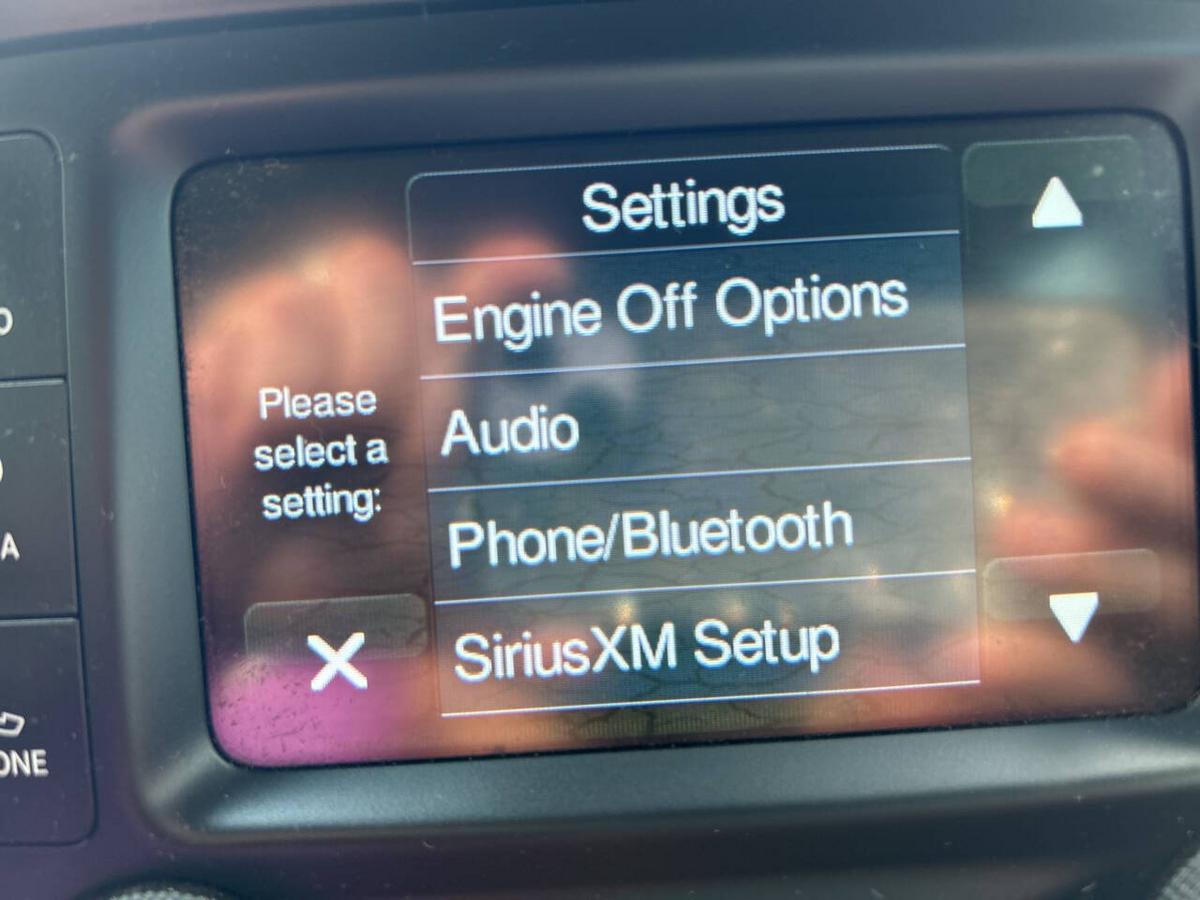 Settings
Engine Off Options
Please
select a
setting:
Audio
Phone/Bluetooth
SiriusXM Setup